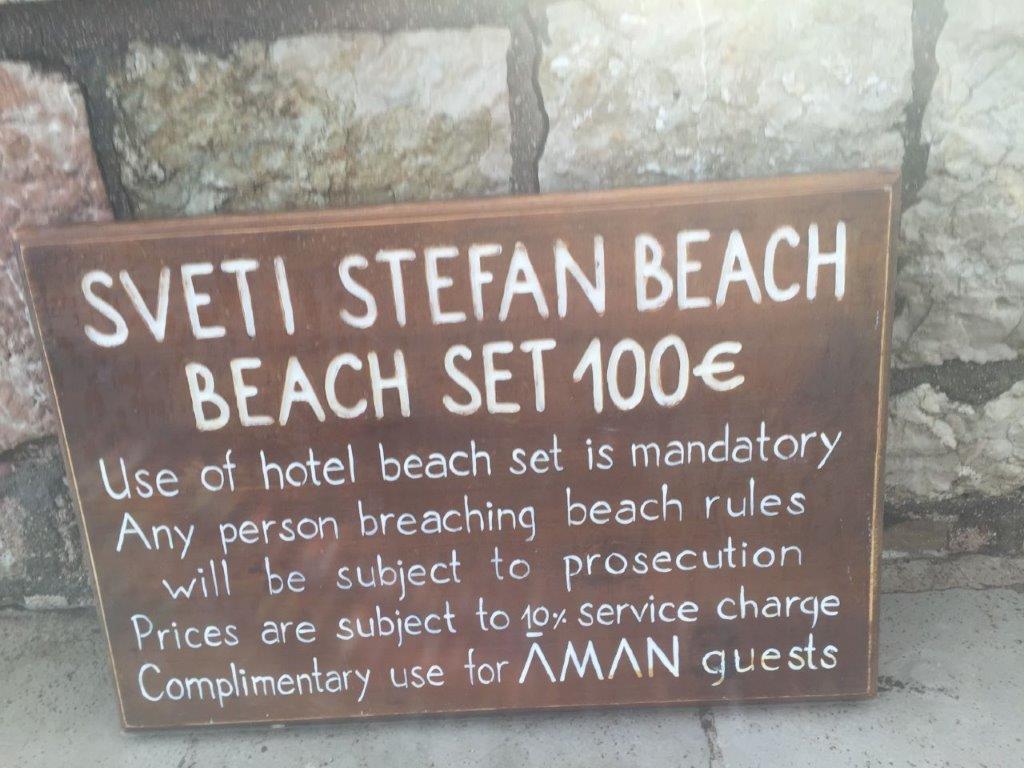 SVETI STEFAN BEACH
BEACH SET 100€
Use of hotel beach set is mandatory
Any person breaching beach rules
will be subject to prosecution
Prices are subject to 10% service charge
Complimentary use for ĀMAN guests